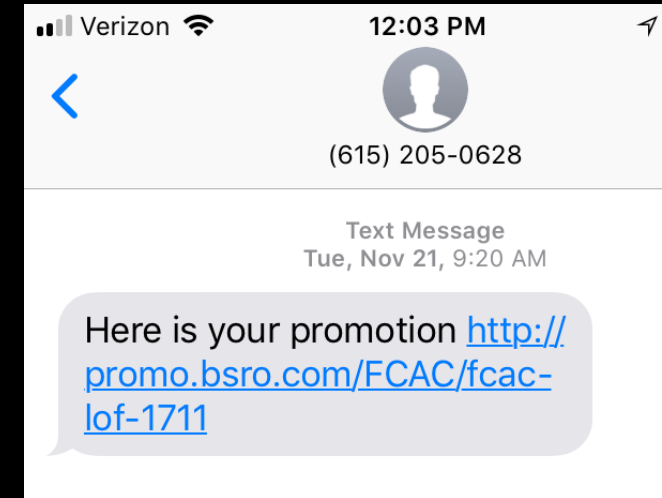 Verizon 12:03 PM
(615) 205-0628
Text Message
Tue, Nov 21, 9:20 AM
Here is your promotion http://
promo.bsro.com/FCAC/fcac-
lof-1711